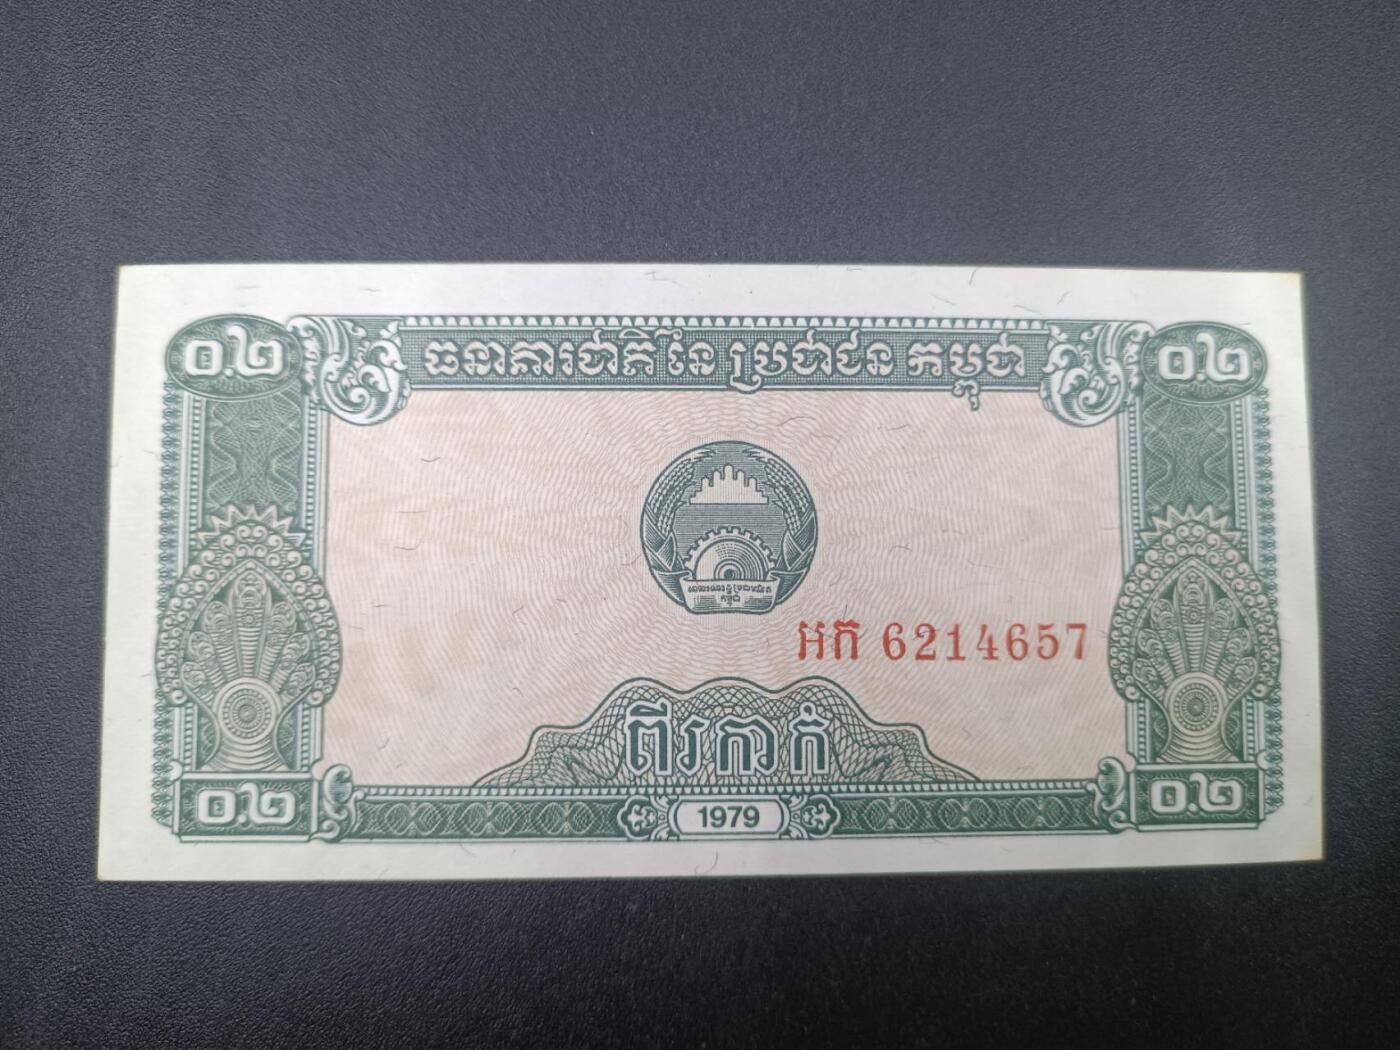 ០.២ ធនាគារជាតិ នៃ ប្រជាជន កម្ពុជា ០.២
អក 6214657
ពីរកាក់
០.២ 1979 ០.២